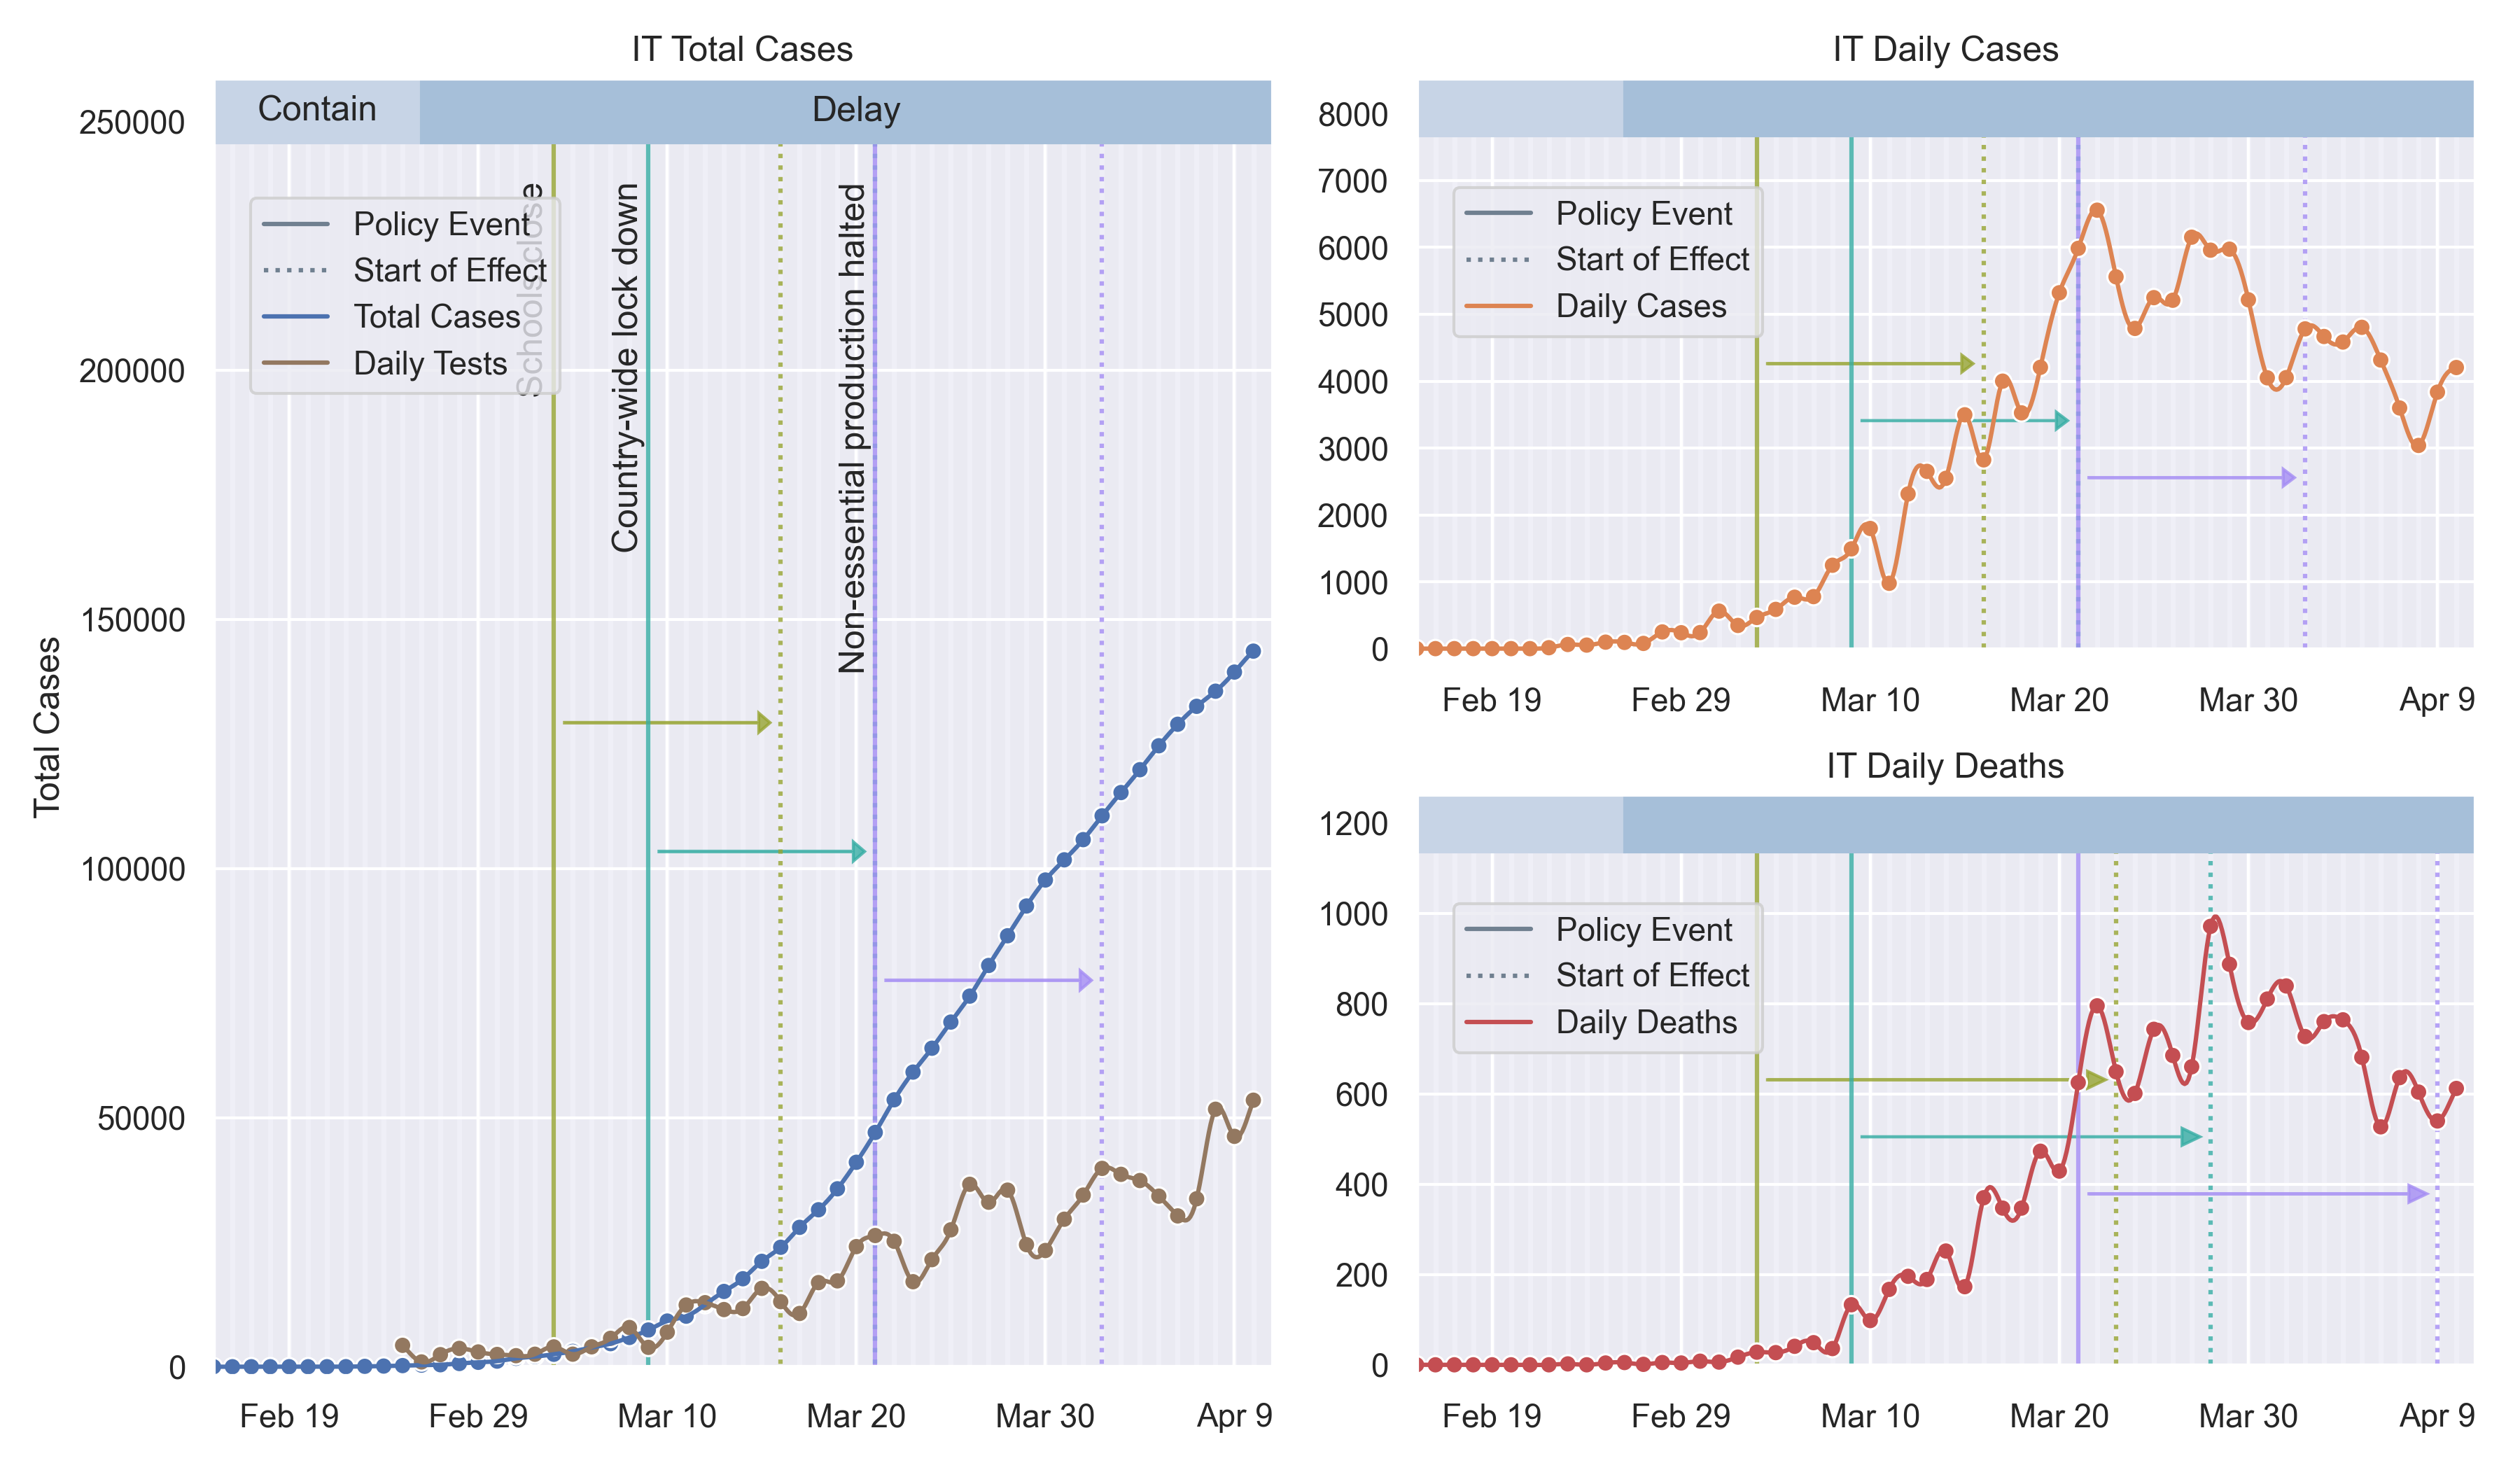 IT Total Cases
Contain
Delay
250000
200000
150000
100000
50000
0
Total Cases
Policy Event
Start of Effect
Total Cases
Daily Tests
Schools close
Country-wide lock down
Non-essential production halted
Feb 19
Feb 29
Mar 10
Mar 20
Mar 30
Apr 9
IT Daily Cases
8000
7000
6000
5000
4000
3000
2000
1000
0
Policy Event
Start of Effect
Daily Cases
Feb 19
Feb 29
Mar 10
Mar 20
Mar 30
Apr 9
IT Daily Deaths
1200
1000
800
600
400
200
0
Policy Event
Start of Effect
Daily Deaths
Feb 19
Feb 29
Mar 10
Mar 20
Mar 30
Apr 9